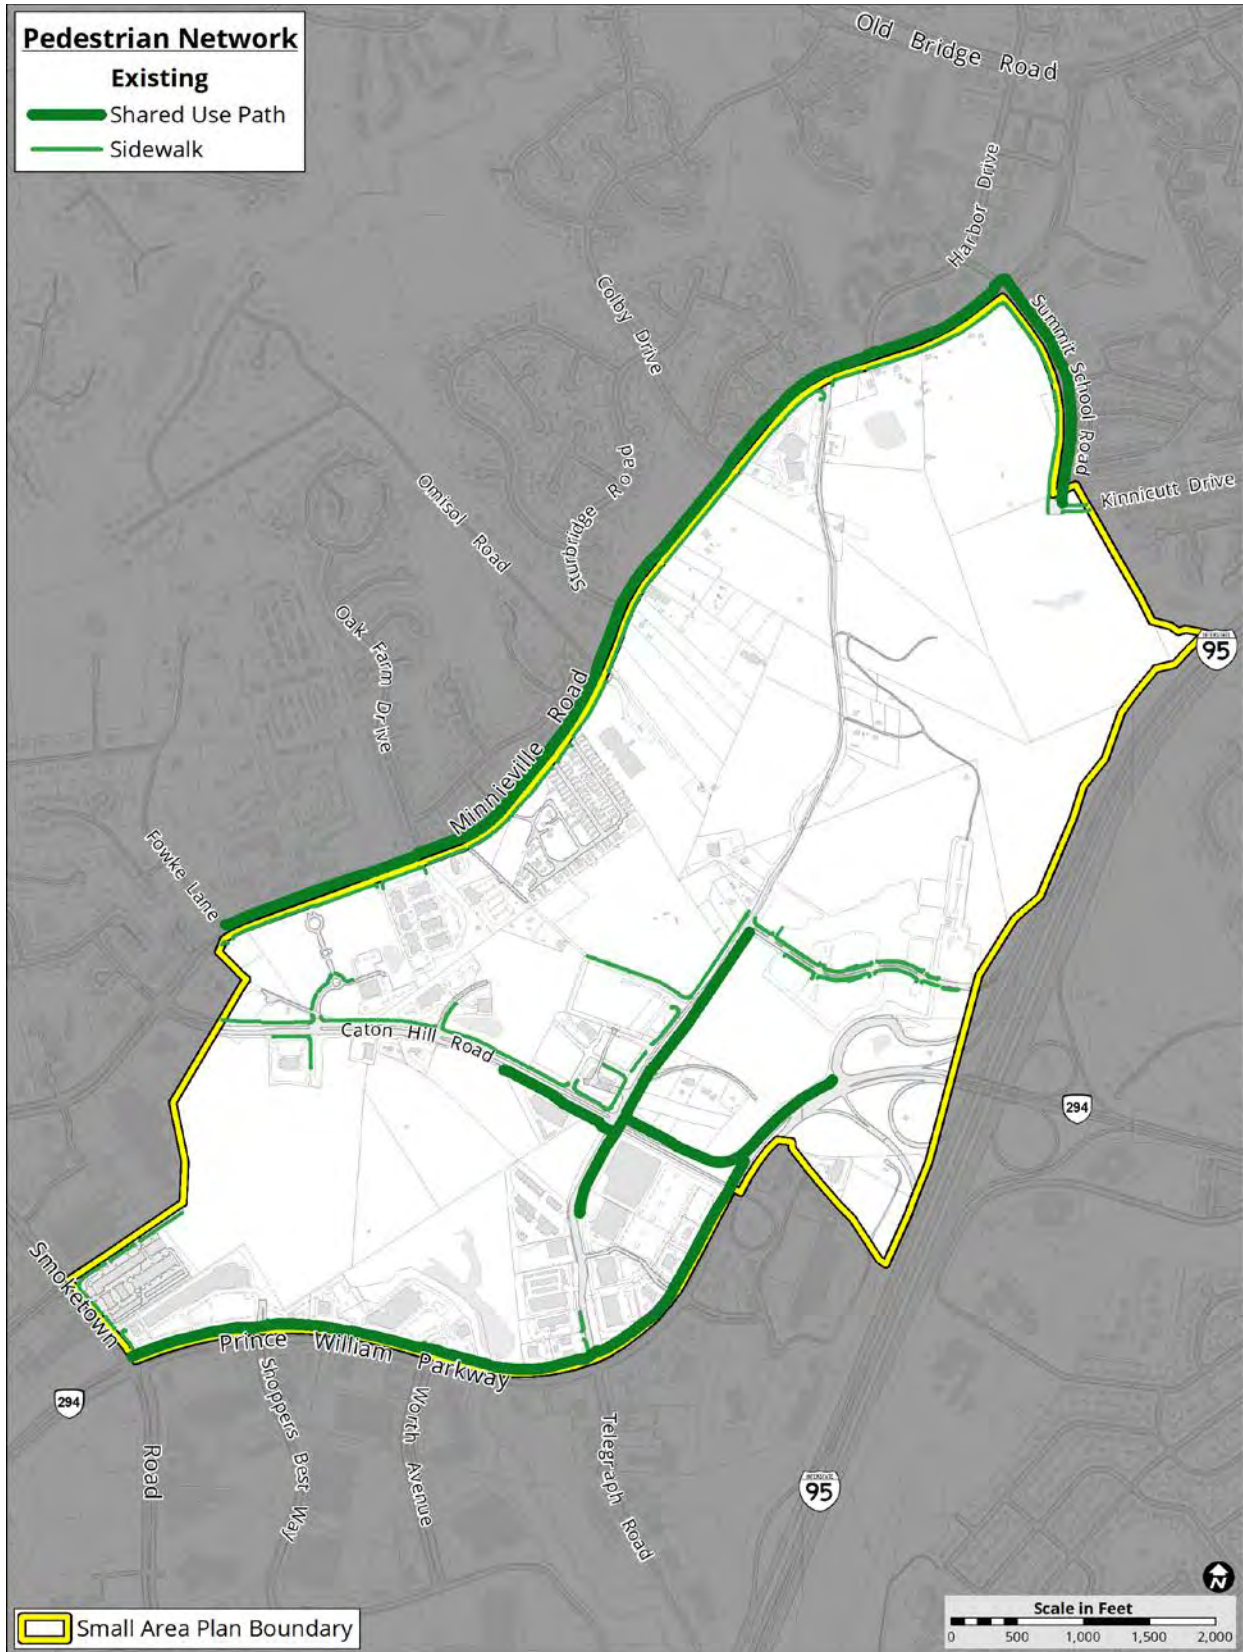 Pedestrian Network
Existing
Shared Use Path
Sidewalk
Old Bridge Road
Harbor Drive
Colby Drive
Summit School Road
Kinnicutt Drive
Omisol Road
Sturbridge Road
Oak Farm Drive
INTERSTATE
95
Minnieville Road
Fowke Lane
Caton Hill Road
294
Smoketown
Prince William Parkway
294
Road
Shoppers Best Way
Worth Avenue
Telegraph Road
INTERSTATE
95
N
Small Area Plan Boundary
Scale in Feet
0 500 1,000 1,500 2,000